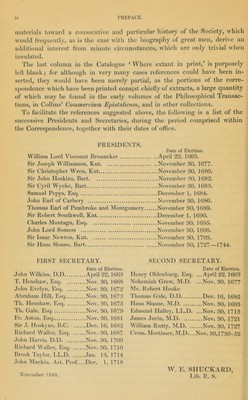 iv PREFACE.
materials toward a consecutive and particular history of the Society, which
would frequently, as is the case with the biography of great men, derive an
additional interest from minute circumstances, which are only trivial when
insulated.
The last column in the Catalogue ‘Where extant in print,’ is purposely
left blank; for although in very many cases references could have been in-
serted, they would have been merely partial, as the portions of the corre-
spondence which have been printed consist chiefly of extracts, a large quantity
of which may be found in the early volumes of the Philosophical Transac-
tions, in Collins’ Commercium Epistolicum, and in other collections.
To facilitate the references suggested above, the following is a list of the
successive Presidents and Secretaries, during the period comprised within
the Correspondence, together with their dates of office.
PRESIDENTS.
Date of Election.
William Lord Viscount Brouncker ............... April 22, 1663.
Sir Joseph Williamson, Knt. ..................... November 30, 1677.
Sir Christopher Wren, Knt. ..................... November 30, 1680.
Sir John Hoskins, Bart. ........................ November 30, 1682.
Sir Cyril Wyche, Bart. ........................ November 30, 1683.
Samuel Pepys, Esq. ........................ December 1, 1684.
John Earl of Carbery ........................ November 30, 1686.
Thomas Earl of Pembroke and Montgomery ...... November 30, 1689.
Sir Robert Southwell, Knt. ..................... December 1, 1690.
Charles Montagu, Esq. ........................ November 30, 1695.
John Lord Somers ........................ November 30, 1698.
Sir Isaac Newton, Knt. ........................ November 30, 1703.
Sir Hans Sloane, Bart. ........................ November 30, 1727—1744.
FIRST SECRETARY.
Date of Election.
John Wilkins, D.D. ............ April 22, 1663
T. Henshaw, Esq. ......... Nov. 30, 1668
John Evelyn, Esq. ......... Nov. 30, 1672
Abraham Hill, Esq. ......... Nov. 30, 1673
Th. Henshaw, Esq. ......... Nov. 30, 1675
Th. Gale, Esq. ............ Nov. 30, 1679
Fr. Aston, Esq. ............ Nov. 30, 1681
Sir J. Hoskyns, B.C. ...... Dec. 16, 1685
Richard Waller, Esq. ...... Nov. 30, 1687
John Harris, D.D. ......... Nov. 30, 1709
Richard Waller, Esq. ...... Nov. 30, 1710
Brook Taylor, LL.D. ...... Jan. 13, 1714
John Machin, Ast. Prof. ... Dec. 1, 1718
SECOND SECRETARY.
Date of Election.
Henry Oldenburg, Esq. ... April 22, 1663
Nehemiah Grew, M.D. ... Nov. 30, 1677
Mr. Robert Hooke
Thomas Gale, D.D. ......... Dec. 16, 1685
Hans Sloane, M.D. ......... Nov. 30, 1693
Edmund Halley, LL.D. ... Nov. 30, 1713
James Jurin, M.D. ......... Nov. 30, 1721
William Rutty, M.D. ...... Nov. 30, 1727
Cross. Mortimer, M.D. ... Nov. 30, 1730–52
W. E. SHUCKARD,
Lib. R. S.
November 1840.